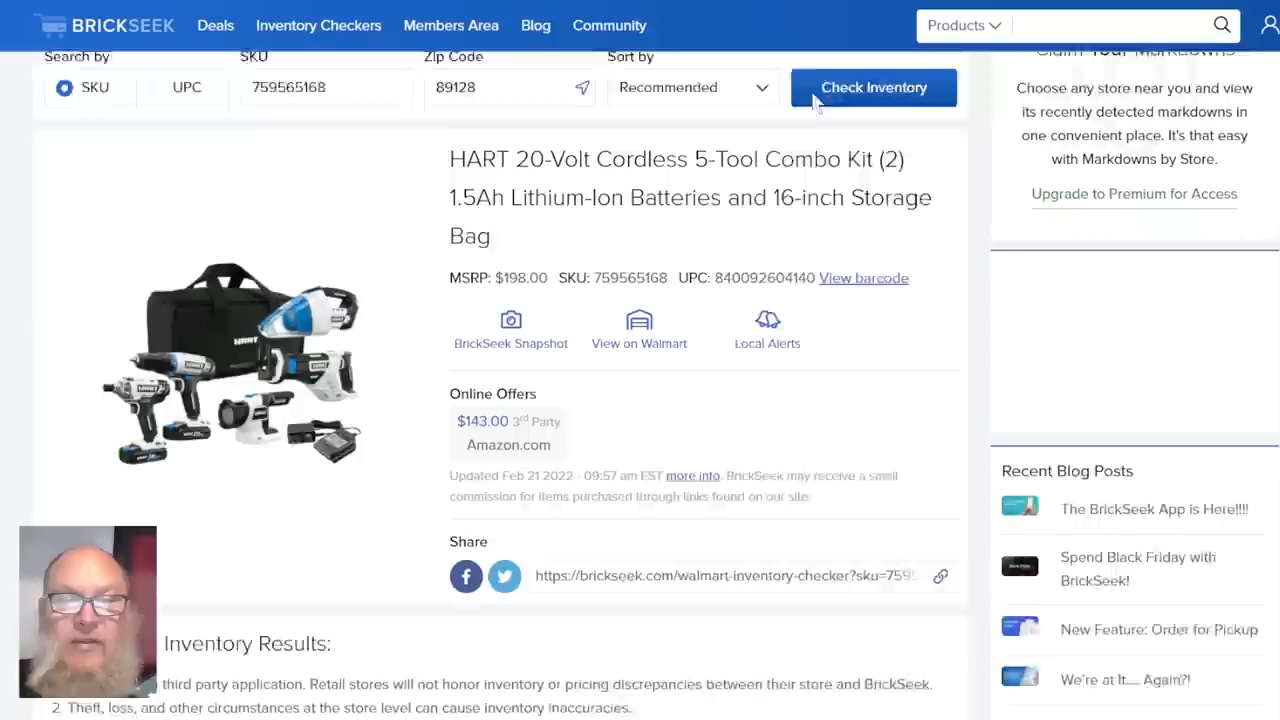 BRICKSEEK Deals Inventory Checkers Members Area Blog Community Products
Search by SKU Zip Code Sort by
SKU UPC 759565168 89128 Recommended Check Inventory
HART 20-Volt Cordless 5-Tool Combo Kit (2)
1.5Ah Lithium-Ion Batteries and 16-inch Storage
Bag
MSRP: $198.00 SKU: 759565168 UPC: 840092604140 View barcode
BrickSeek Snapshot View on Walmart Local Alerts
Online Offers
$143.00 3rd Party
Amazon.com
Updated Feb 21 2022 - 09:57 am EST more info. BrickSeek may receive a small
commission for items purchased through links found on our site.
Share
https://brickseek.com/walmart-inventory-checker?sku=759
Inventory Results:
third party application. Retail stores will not honor inventory or pricing discrepancies between their store and BrickSeek.
2. Theft, loss, and other circumstances at the store level can cause inventory inaccuracies.
Claim Your Markdowns
Choose any store near you and view
its recently detected markdowns in
one convenient place. It's that easy
with Markdowns by Store.
Upgrade to Premium for Access
Recent Blog Posts
The BrickSeek App is Here!!!!
Spend Black Friday with
BrickSeek!
New Feature: Order for Pickup
We're at It.... Again?!
HART